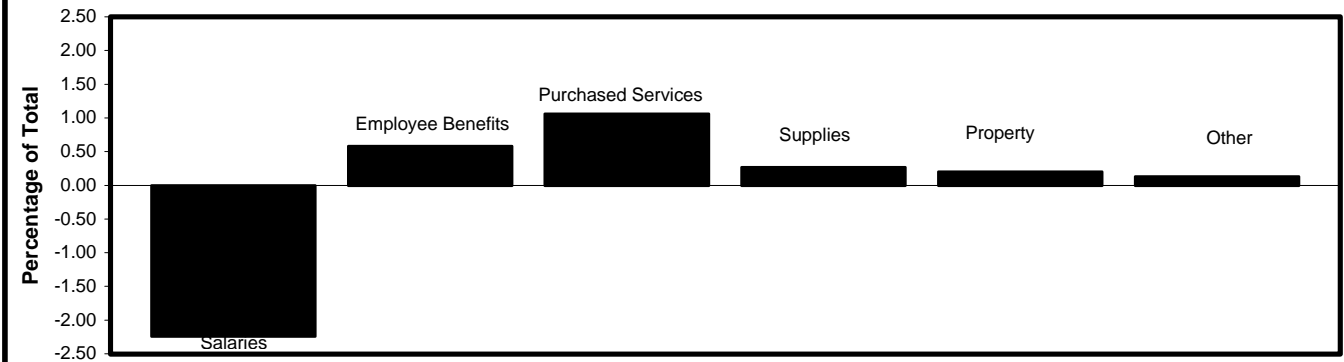 2.50
2.00
1.50
1.00
0.50
0.00
-0.50
-1.00
-1.50
-2.00
-2.50
Percentage of Total
Salaries
Employee Benefits
Purchased Services
Supplies
Property
Other